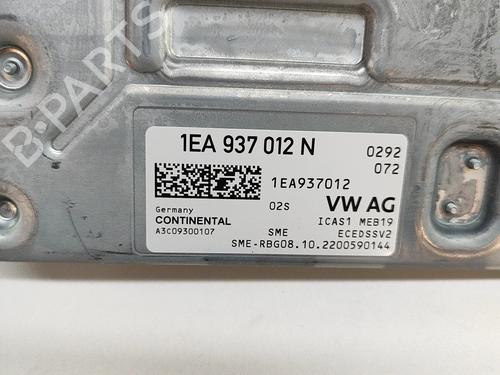 B-PARTS
1EA 937 012 N
0292
072
1EA937012
02S
VW AG
Germany
CONTINENTAL
A3C09300107
ICAS1 MEB19
SME
ECEDSSV2
SME-RBG08.10.2200590144